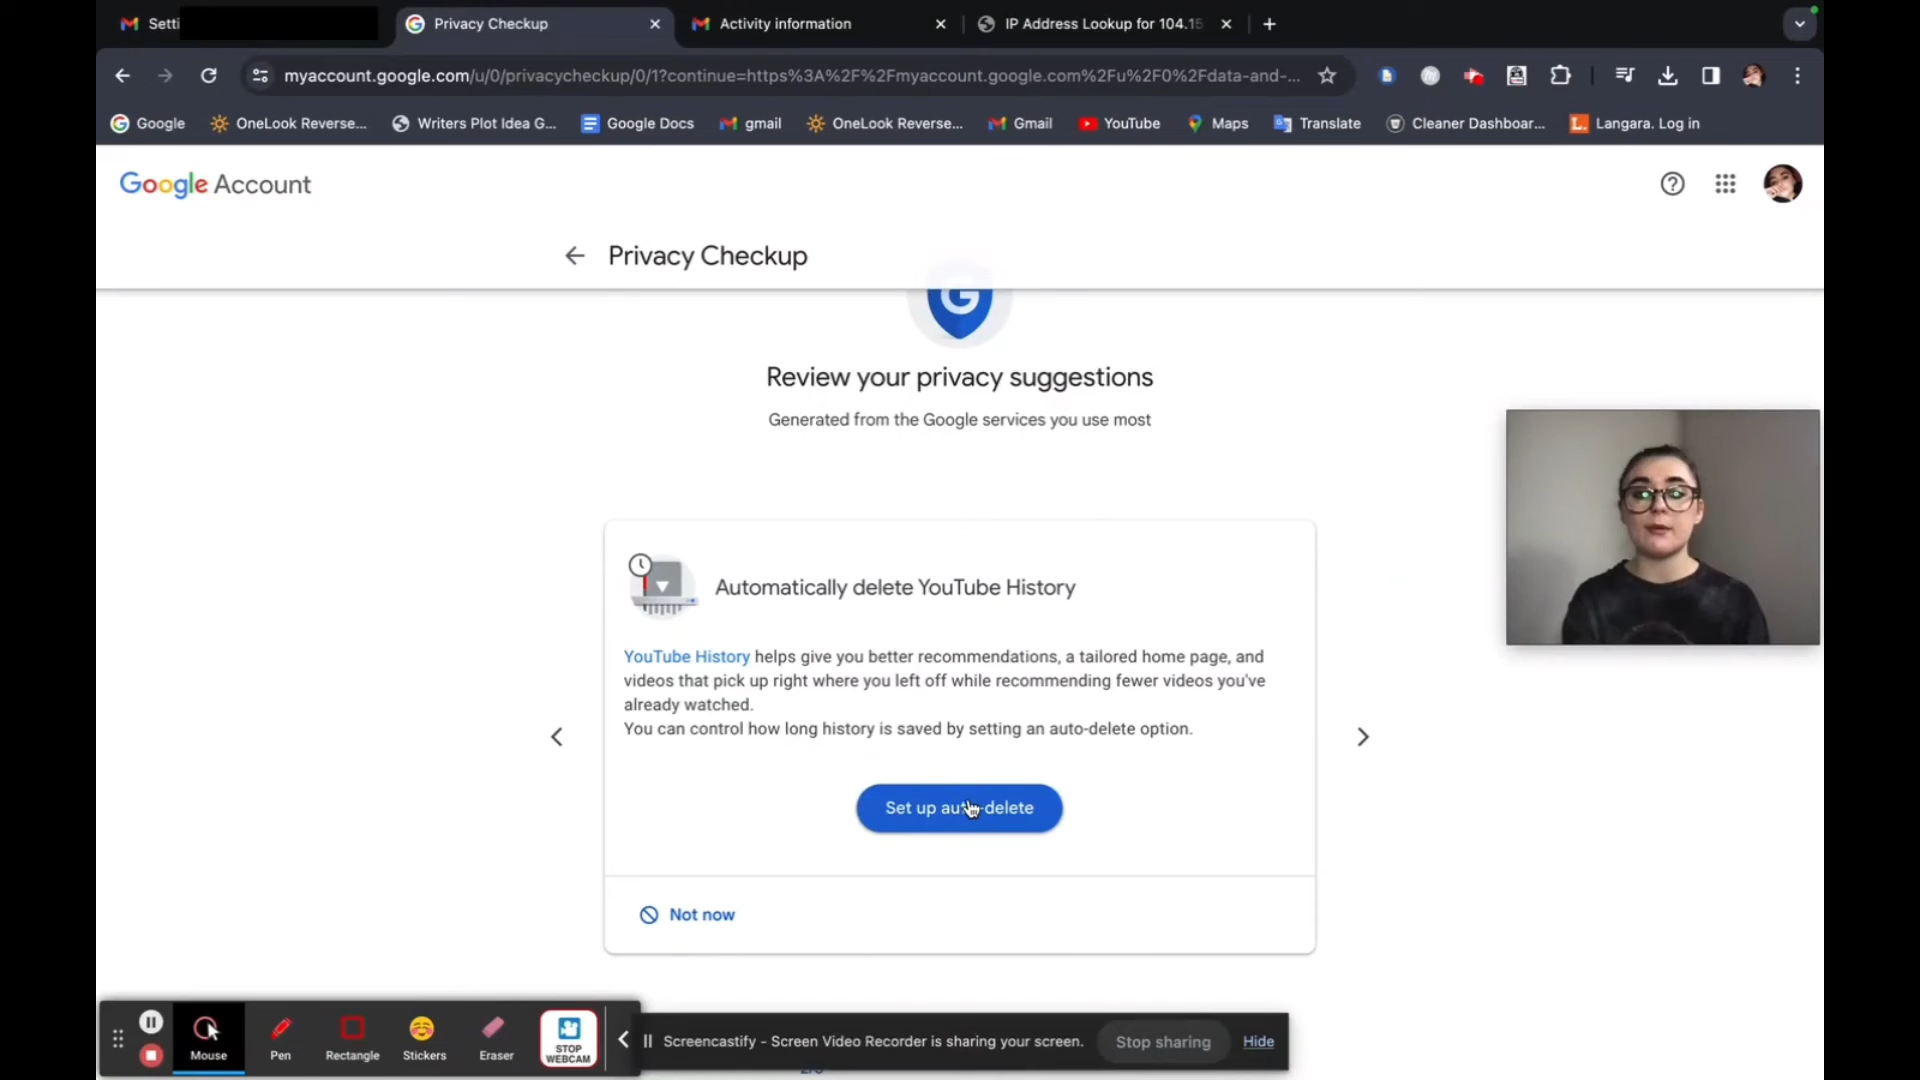 Setti
Privacy Checkup
Activity information
IP Address Lookup for 104.15
myaccount.google.com/u/0/privacycheckup/0/1?continue=https%3A%2F%2Fmyaccount.google.com%2Fu%2F0%2Fdata-and-...
Google
OneLook Reverse...
Writers Plot Idea G...
Google Docs
gmail
OneLook Reverse...
Gmail
YouTube
Maps
Translate
Cleaner Dashboar...
Langara. Log in
Google Account
Privacy Checkup
Review your privacy suggestions
Generated from the Google services you use most
Automatically delete YouTube History
YouTube History helps give you better recommendations, a tailored home page, and
videos that pick up right where you left off while recommending fewer videos you've
already watched.
You can control how long history is saved by setting an auto-delete option.
Set up auto-delete
Not now
Mouse
Pen
Rectangle
Stickers
Eraser
STOP
WEBCAM
Screencastify - Screen Video Recorder is sharing your screen.
Stop sharing
Hide